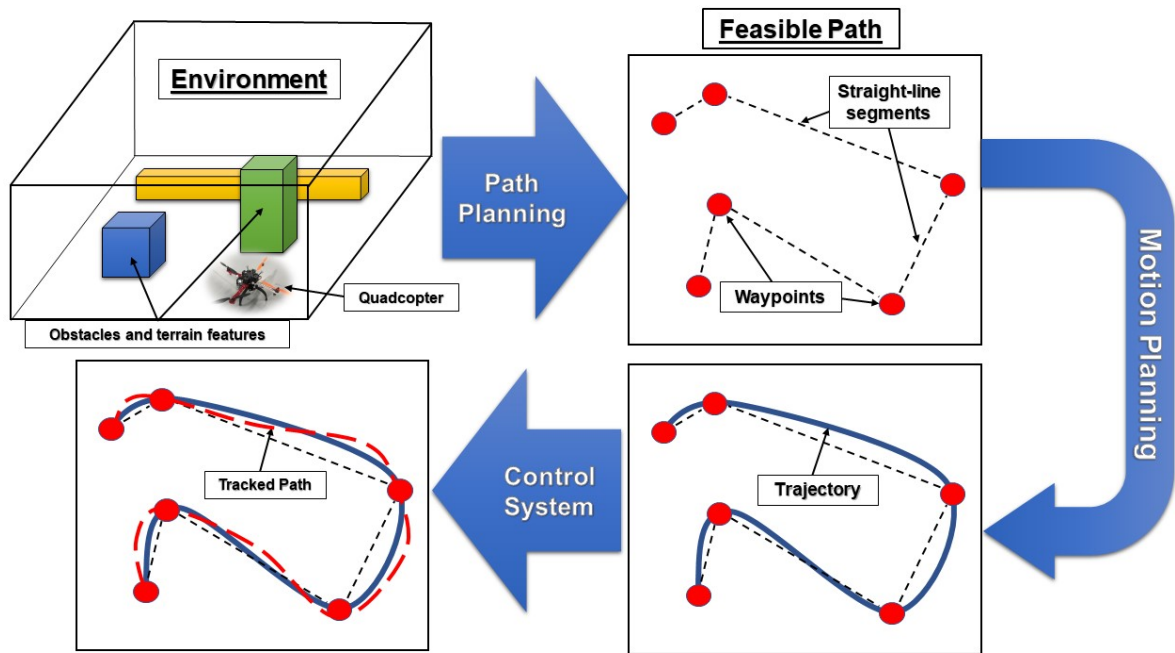 Environment
Quadcopter
Obstacles and terrain features
Path
Planning
Feasible Path
Straight-line
segments
Waypoints
Motion Planning
Trajectory
Control
System
Tracked Path